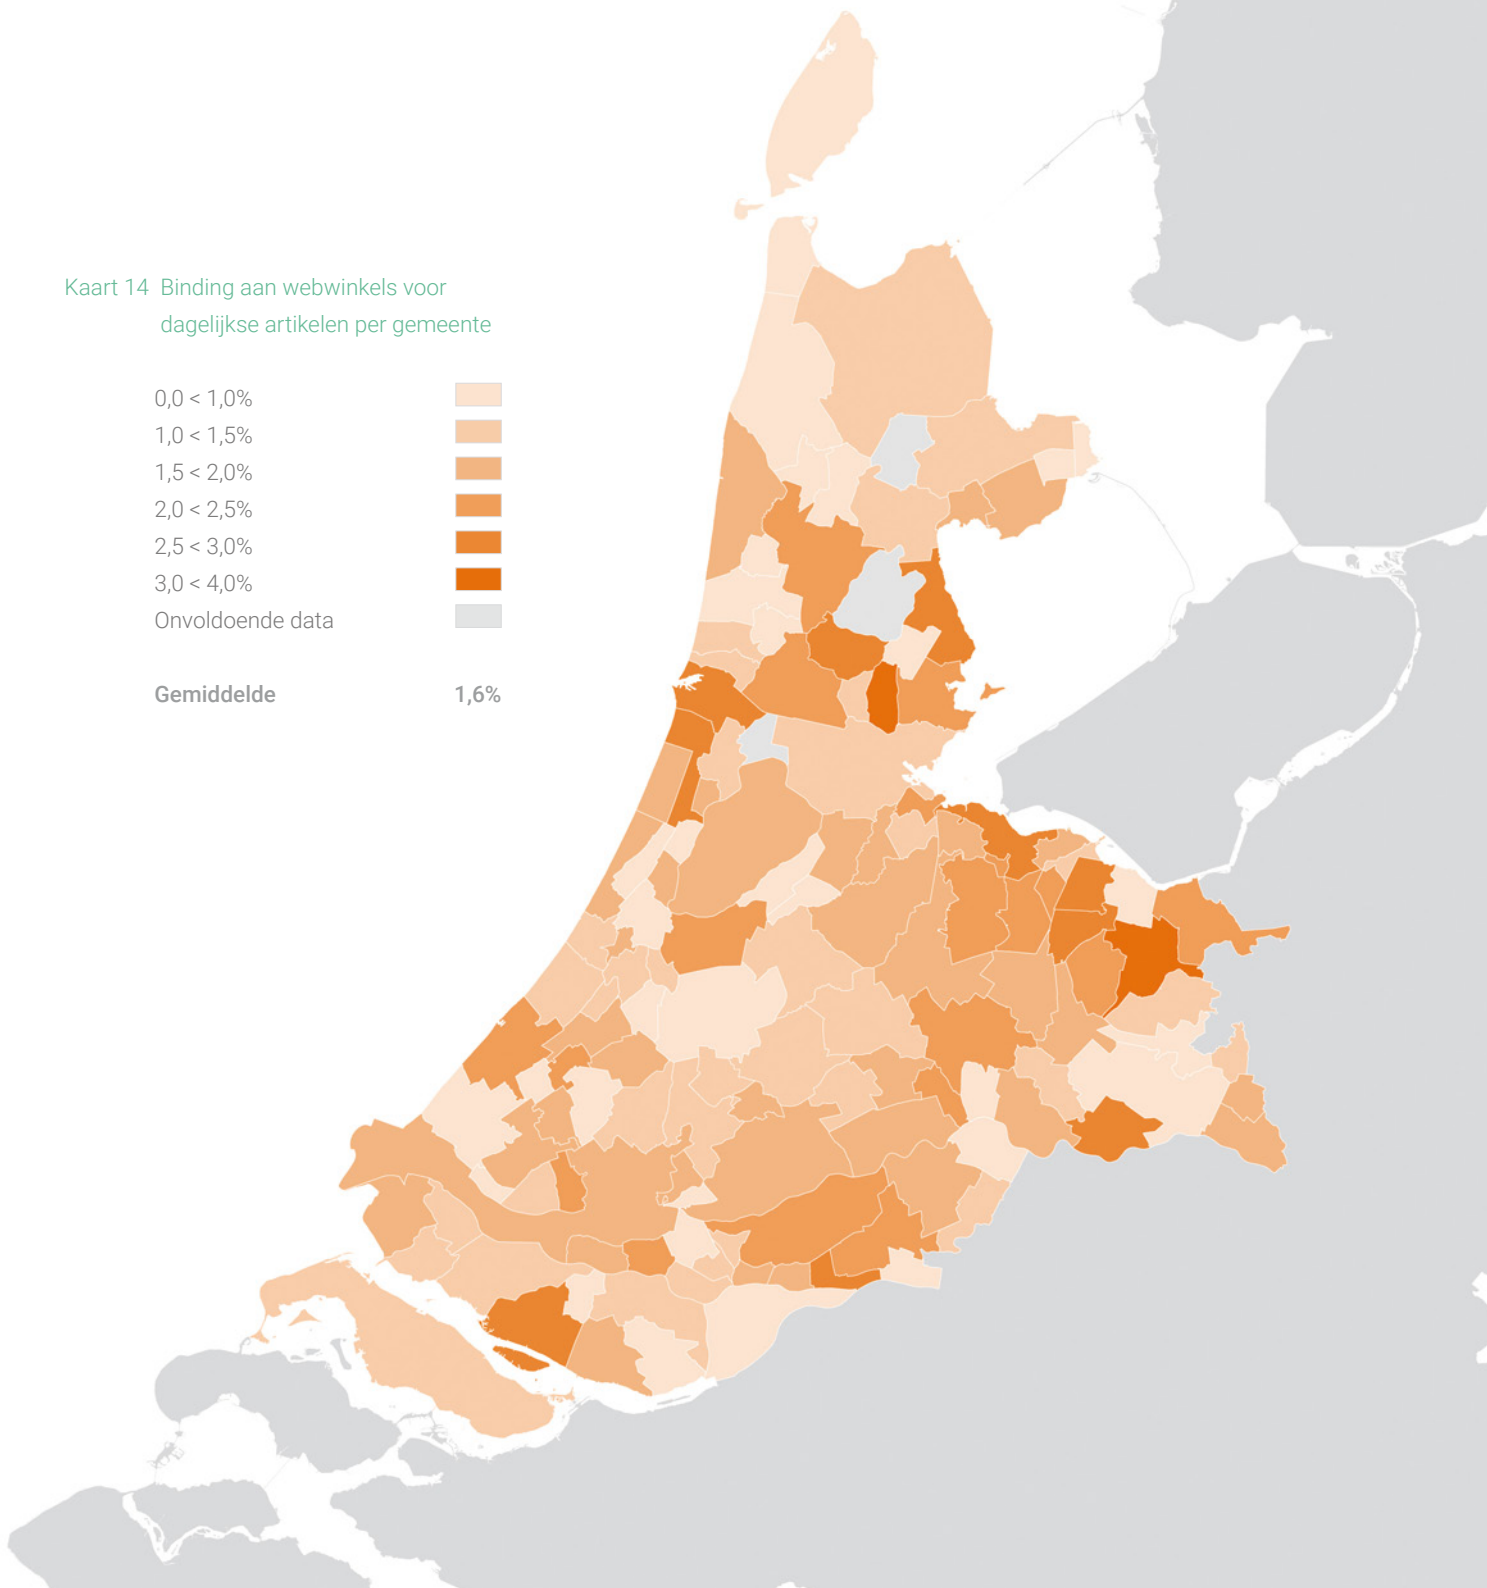 Kaart 14 Binding aan webwinkels voor
dagelijkse artikelen per gemeente
0,0 < 1,0%
1,0 < 1,5%
1,5 < 2,0%
2,0 < 2,5%
2,5 < 3,0%
3,0 < 4,0%
Onvoldoende data
Gemiddelde 1,6%